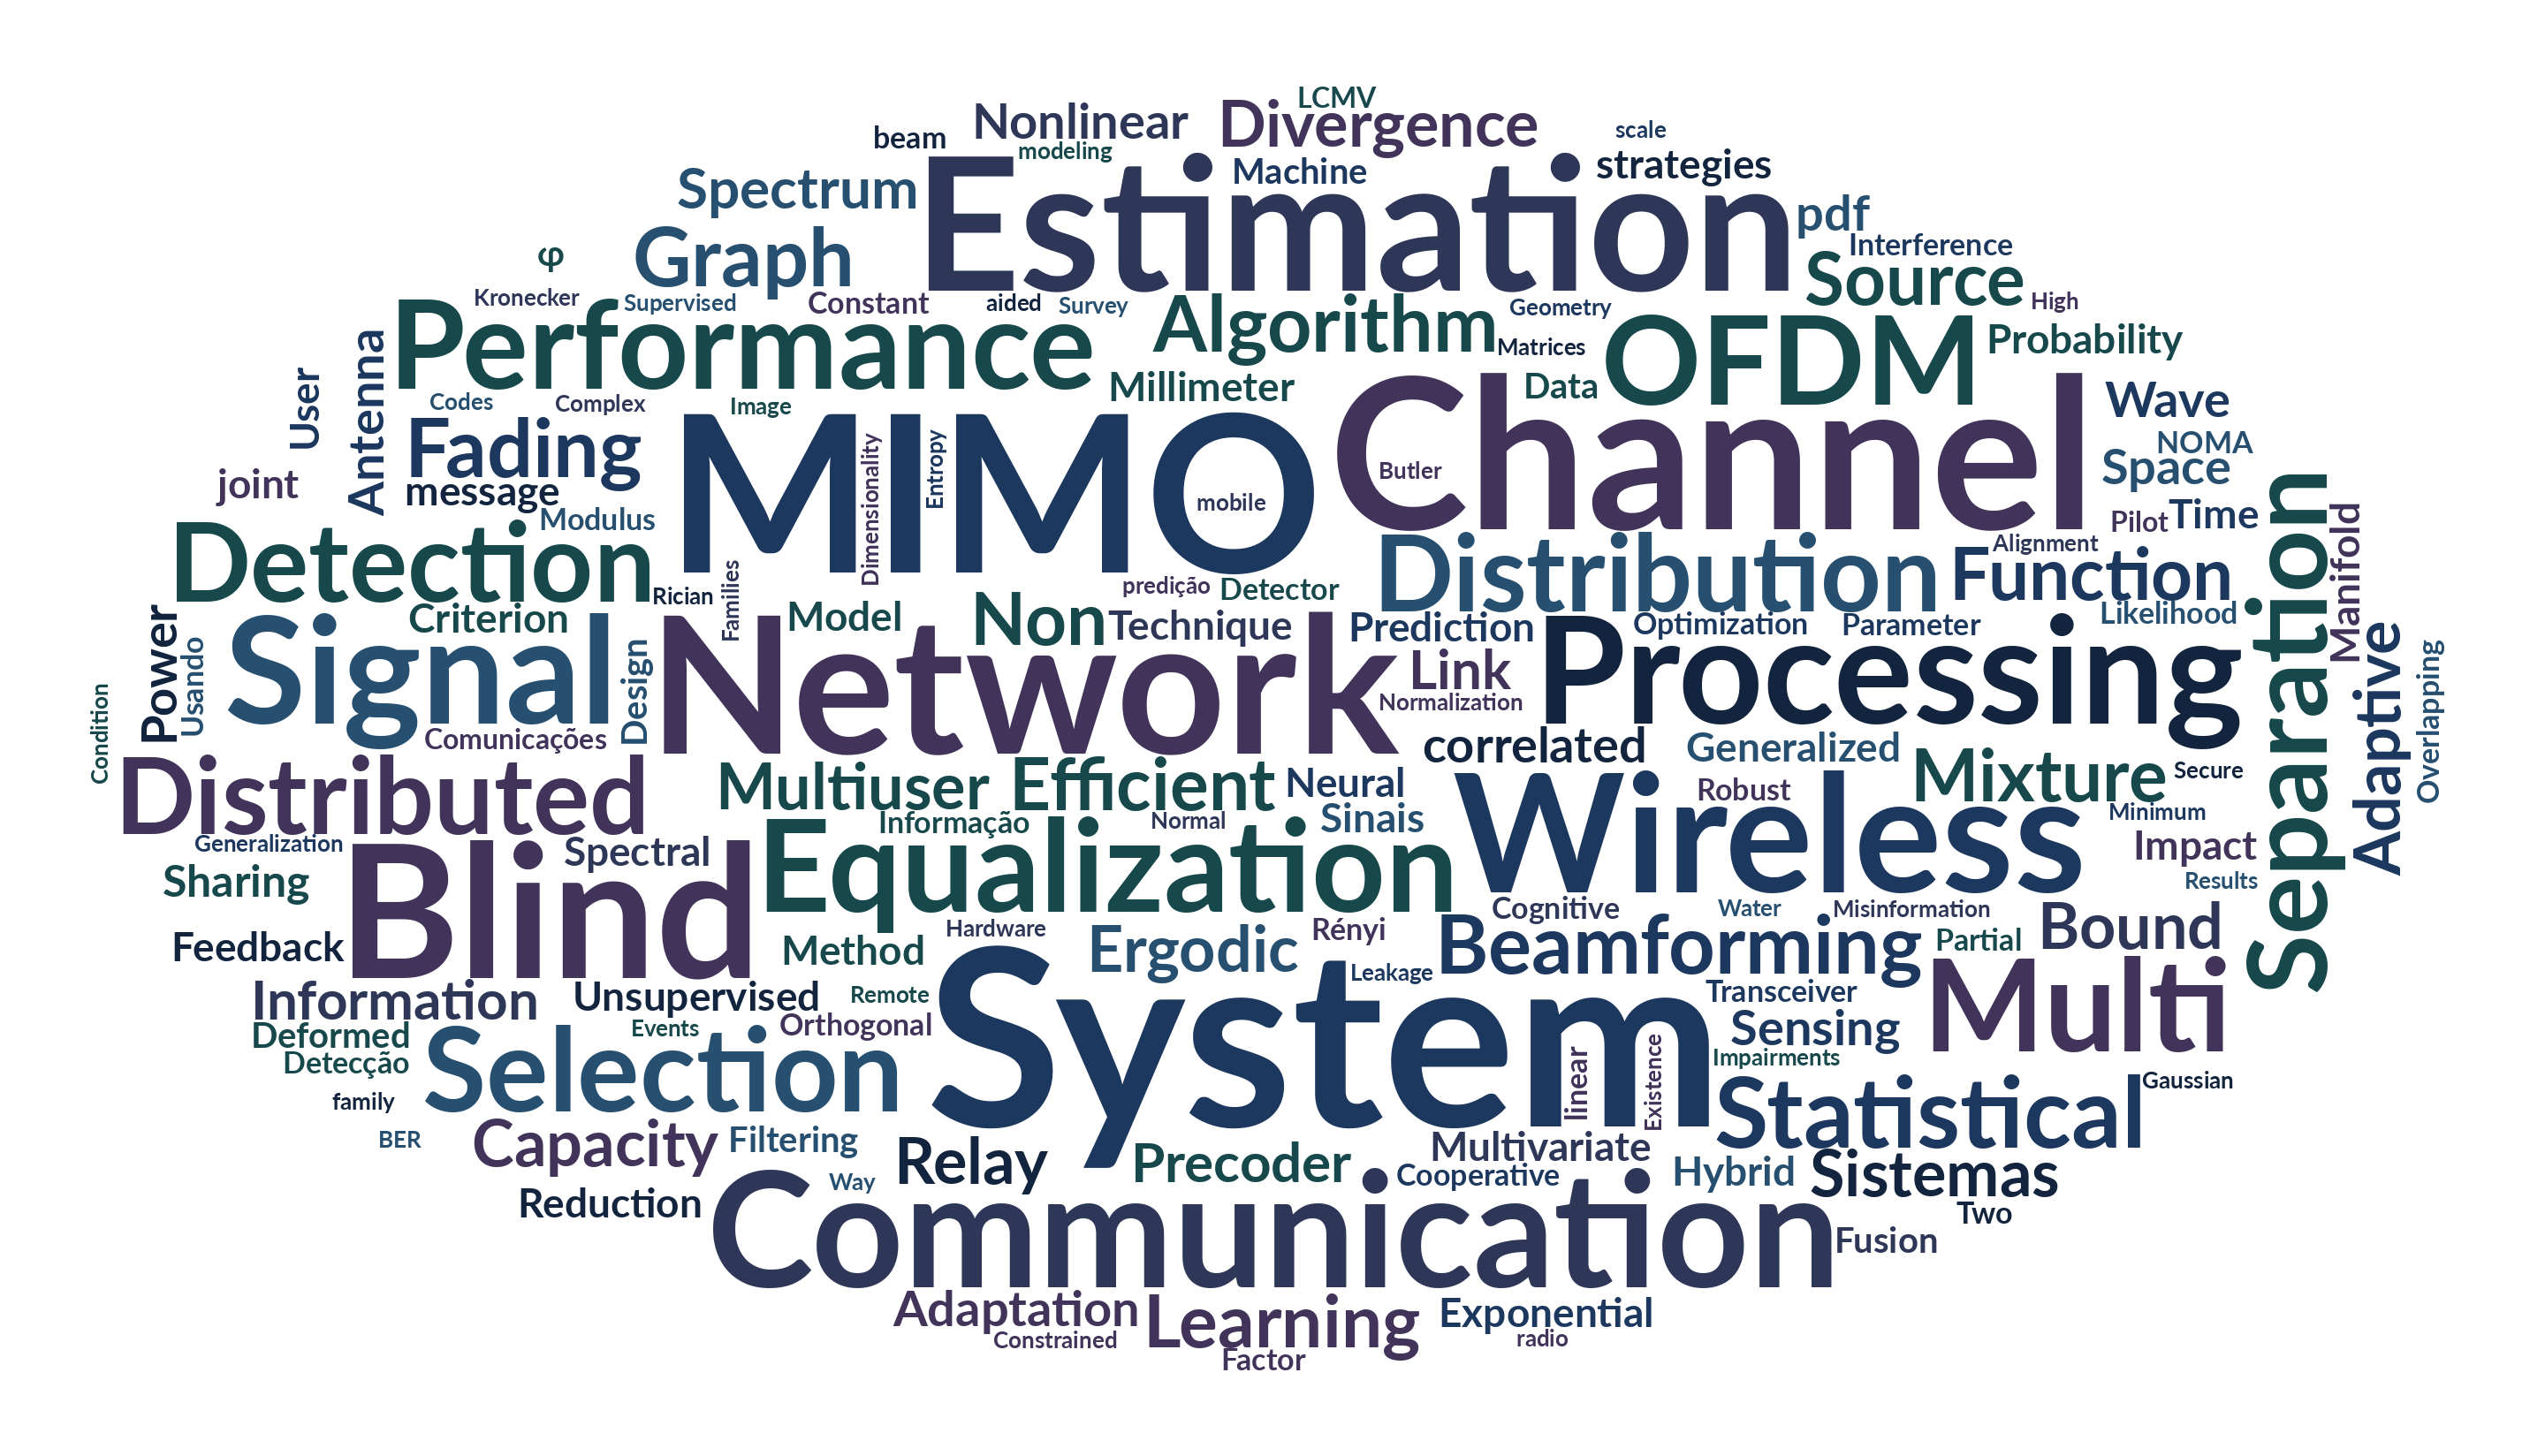 LCMV
Nonlinear
Divergence
beam
modeling
scale
Estimation
Machine
strategies
Spectrum
pdf
Graph
Interference
φ
Source
Kronecker
Supervised
Constant
aided
Survey
Geometry
High
Performance
Algorithm
Matrices
OFDM
Probability
User
Antenna
Millimeter
Data
Codes
Complex
Image
Channel
Wave
Fading
MIMO
Dimensionality
Entropy
Butler
NOMA
Space
joint
message
mobile
Modulus
Pilot
Time
Separation
Manifold
Detection
Alignment
Distribution
Function
Rician
Families
predição
Detector
Criterion
Model
Non
Technique
Prediction
Optimization
Parameter
Likelihood
Power
Usando
Signal
Design
Network
Link
Processing
Adaptive
Overlapping
Condition
Normalization
Comunicações
correlated
Generalized
Distributed
Multiuser
Efficient
Neural
Robust
Mixture
Secure
Informação
Normal
Sinais
Wireless
Minimum
Generalization
Spectral
Equalization
Impact
Sharing
Blind
Results
Cognitive
Water
Misinformation
Feedback
Method
Hardware
Ergodic
Rényi
Beamforming
Partial
Bound
Leakage
Information
Unsupervised
Remote
System
Transceiver
Multi
Deformed
Events
Orthogonal
Sensing
Detecção
Selection
linear
Existence
Impairments
Gaussian
family
Statistical
BER
Capacity
Filtering
Relay
Precoder
Multivariate
Cooperative
Hybrid
Sistemas
Way
Reduction
Communication
Two
Fusion
Adaptation
Learning
Exponential
Constrained
radio
Factor